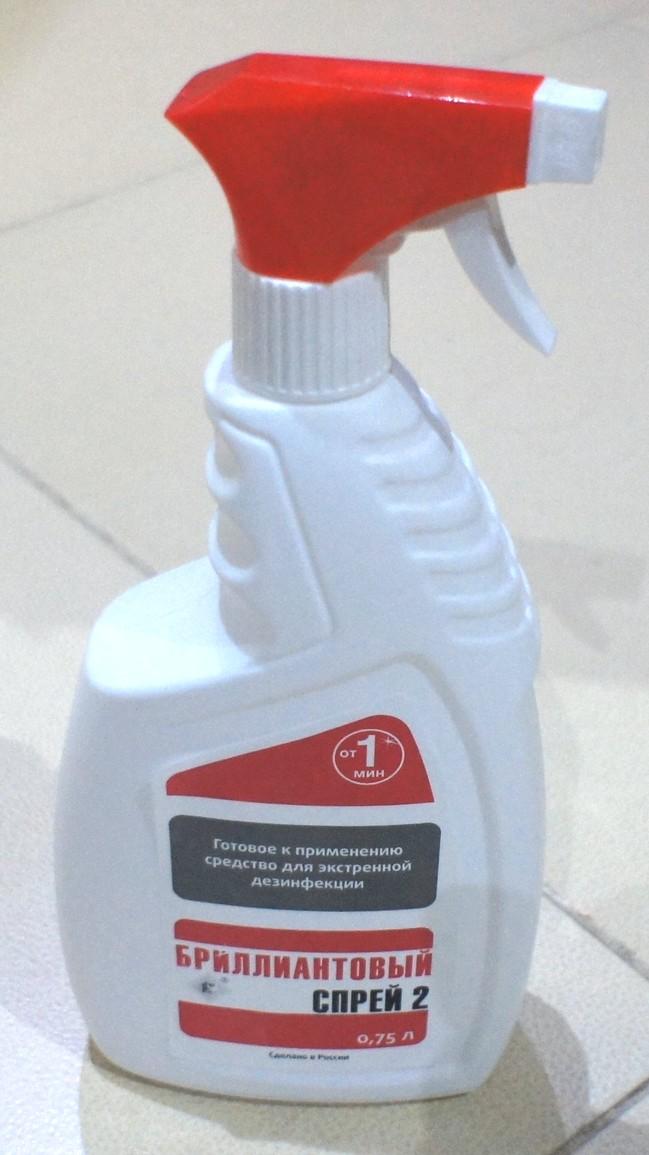 от 1
мин
Готовое к применению
средство для экстренной
дезинфекции
БРИЛЛИАНТОВЫЙ
СПРЕЙ 2
0,75 Л
Сделано в России